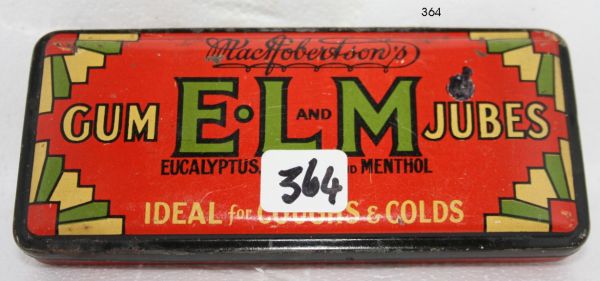 364
MacRobertson's
GUM E·L AND M JUBES
EUCALYPTUS, MENTHOL
364
IDEAL for COUGHS & COLDS